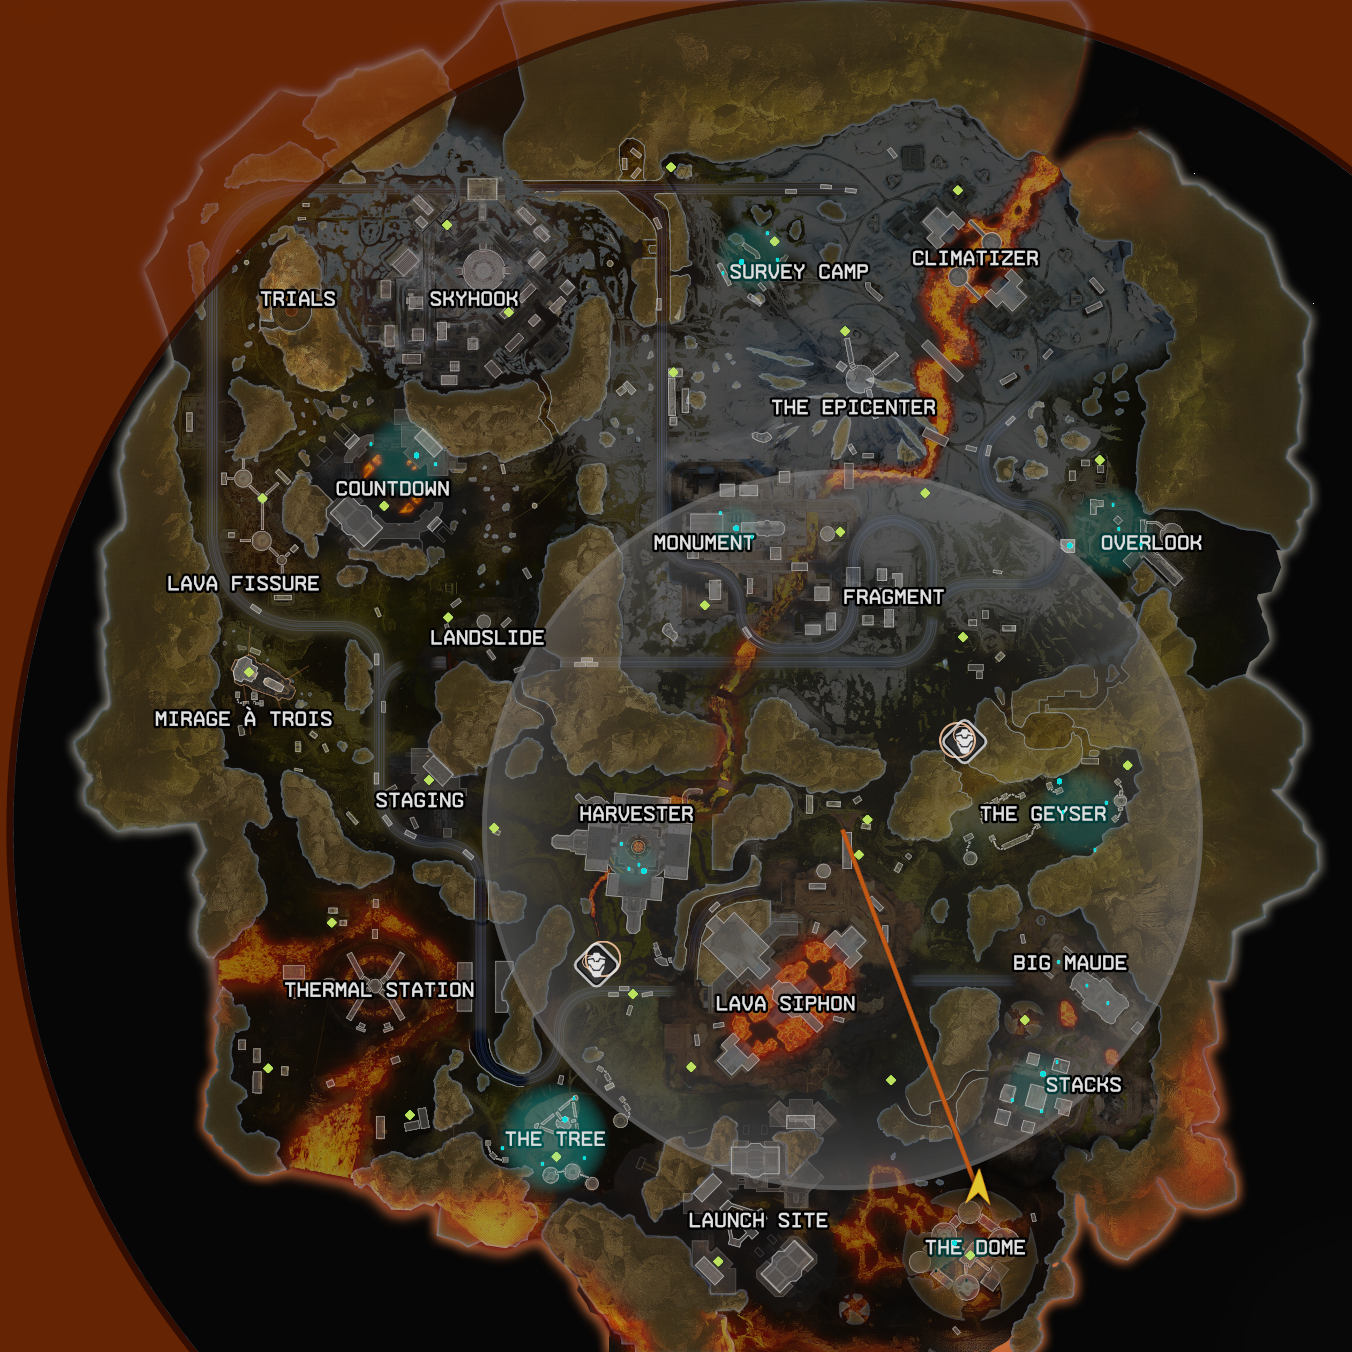 CLIMATIZER
SURVEY CAMP
TRIALS
SKYHOOK
THE EPICENTER
COUNTDOWN
MONUMENT
OVERLOOK
LAVA FISSURE
FRAGMENT
LANDSLIDE
MIRAGE À TROIS
STAGING
HARVESTER
THE GEYSER
BIG MAUDE
THERMAL STATION
LAVA SIPHON
STACKS
THE TREE
LAUNCH SITE
THE DOME